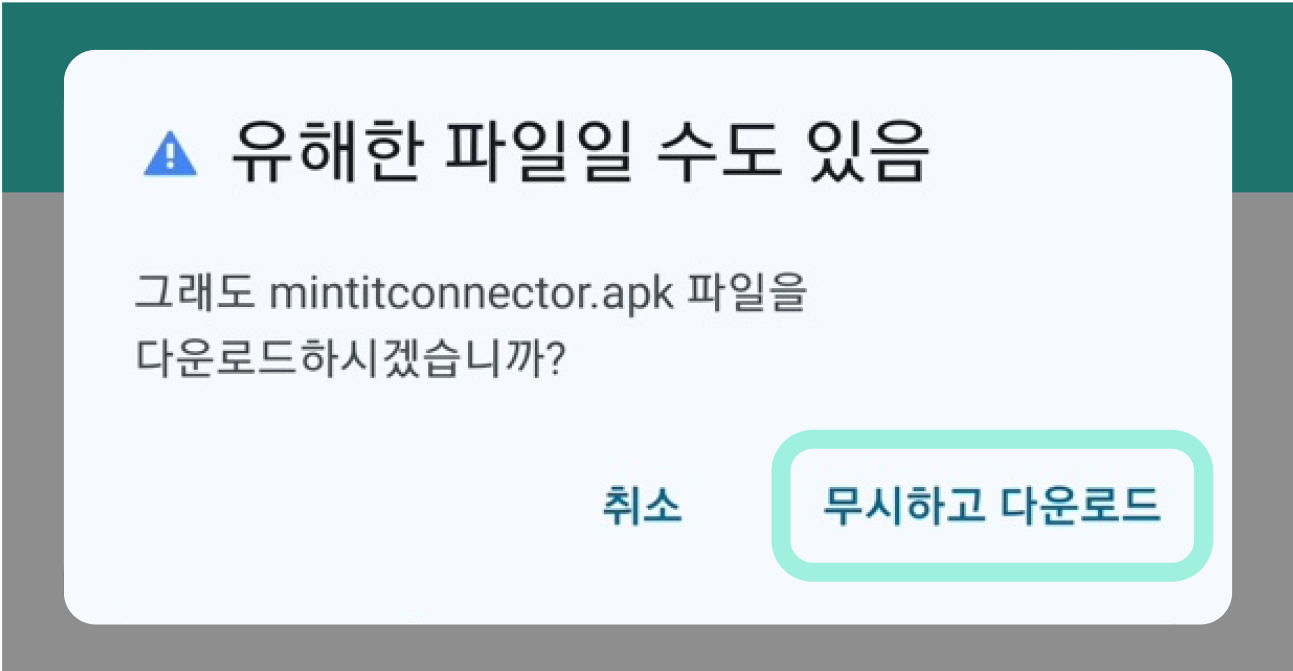 유해한 파일일 수도 있음
그래도 mintitconnector.apk 파일을
다운로드하시겠습니까?
취소 무시하고 다운로드